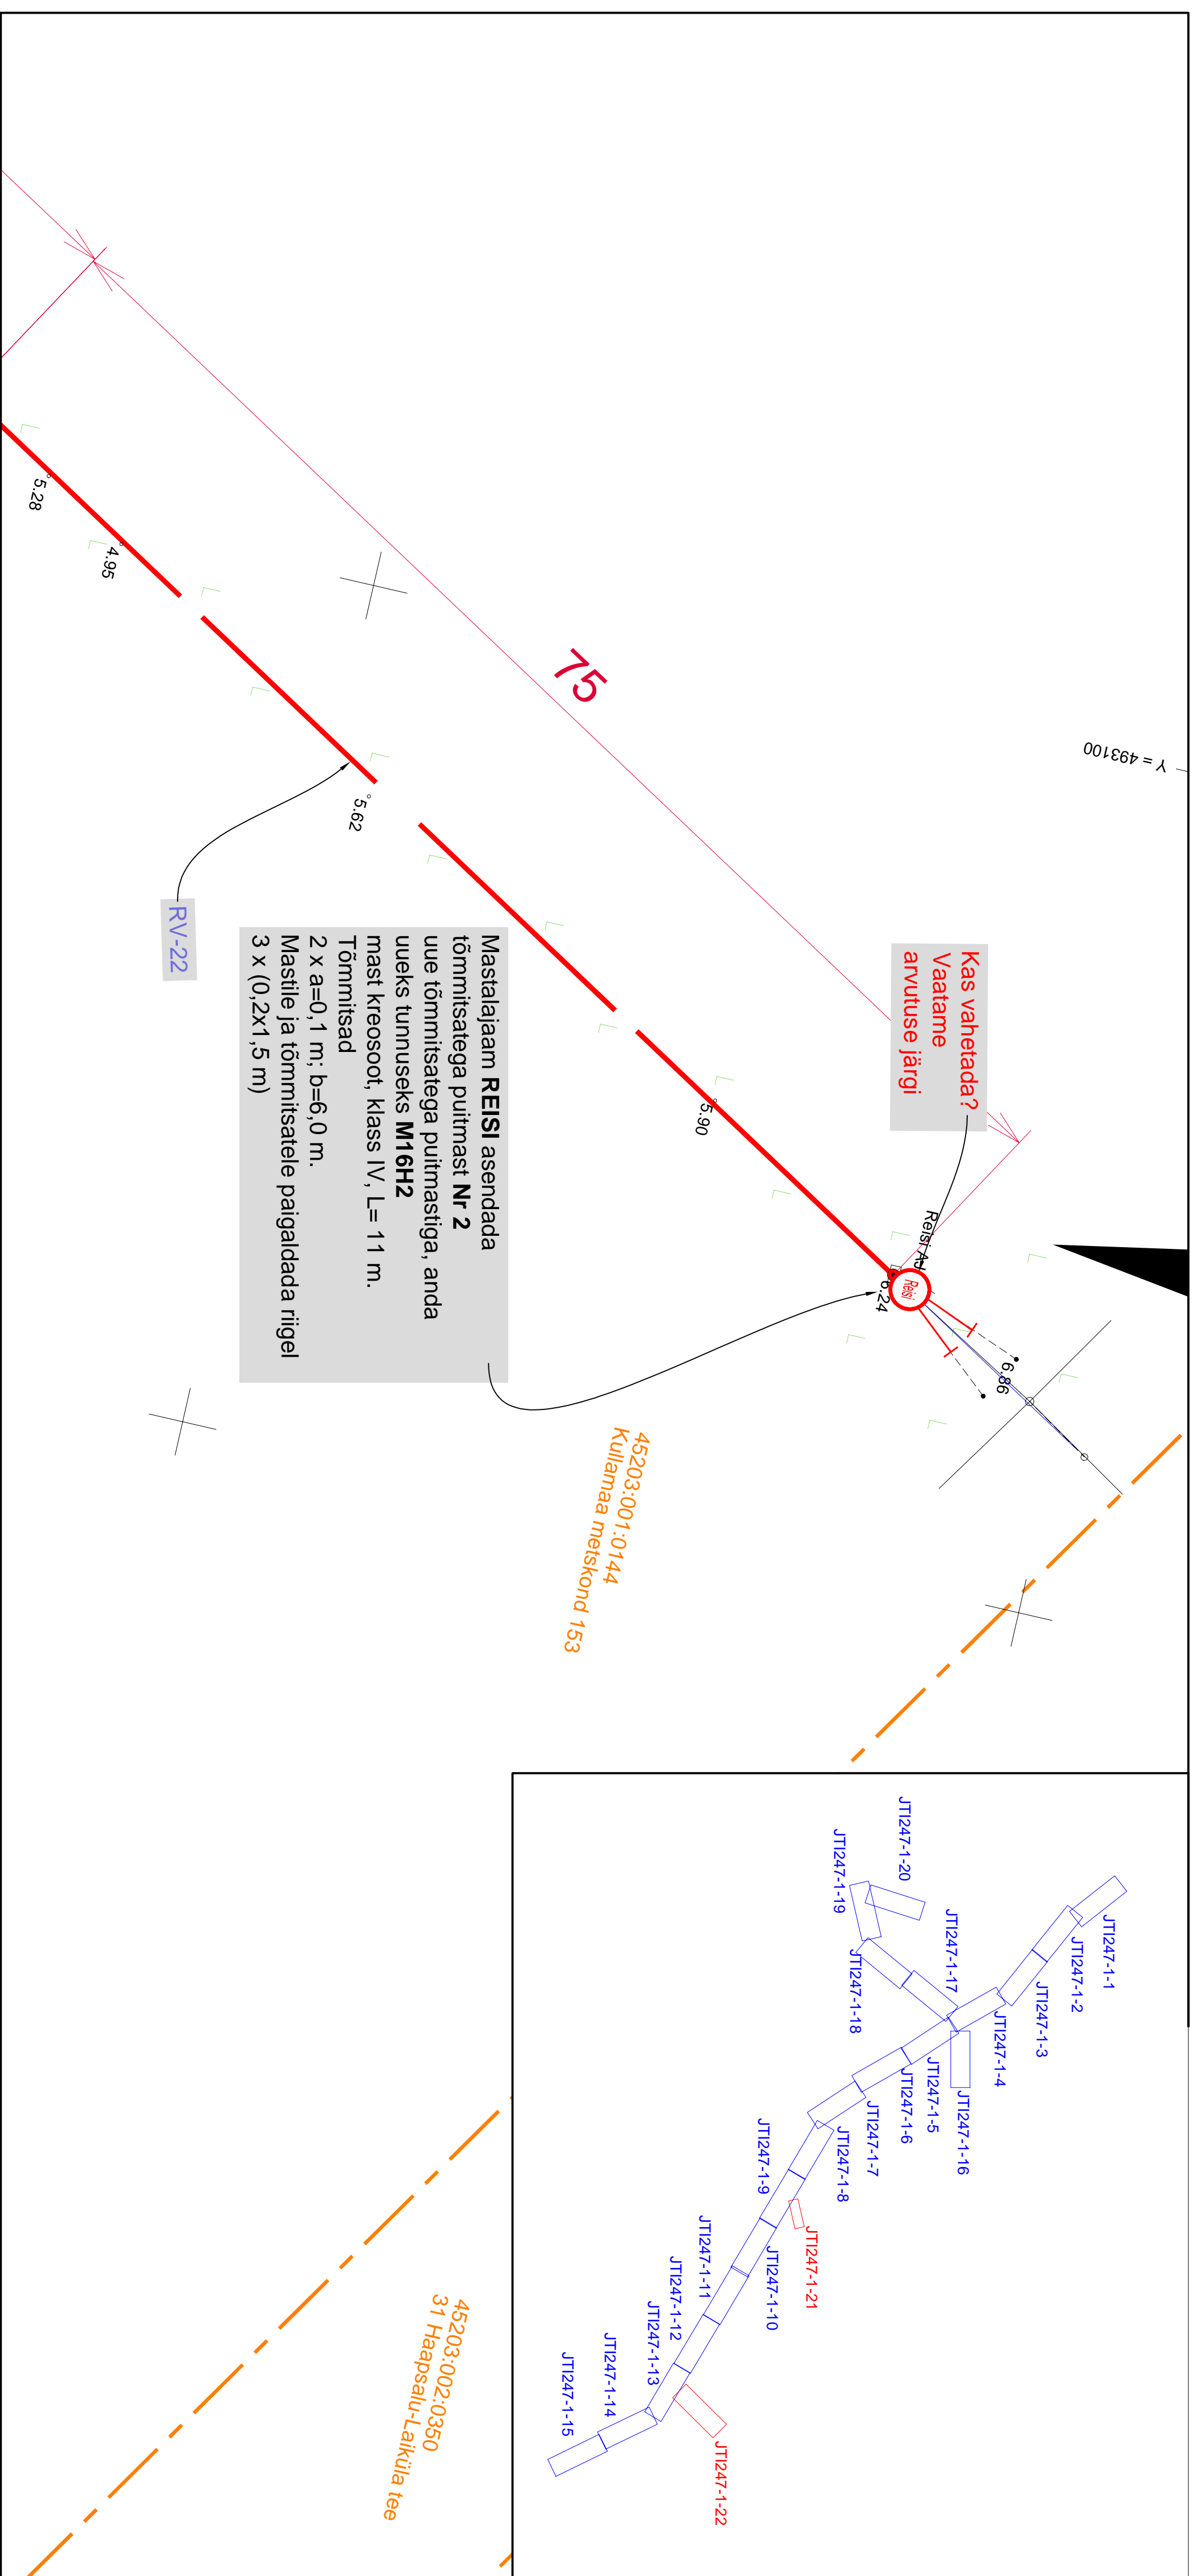 Y = 493100
75
Kas vahetada?
Vaatame
arvutuse järgi
5.28
4.95
5.62
5.90
RV-22
Mastalajaam REISI asendada
tõmmitsatega puitmast Nr 2
uue tõmmitsatega puitmastiga, anda
uueks tunnuseks M16H2
mast kreosoot, klass IV, L= 11 m.
Tõmmitsad
2 x a=0,1 m; b=6,0 m.
Mastile ja tõmmitsatele paigaldada riigel
3 x (0,2x1,5 m)
Reisi AJ
Reisi
6.24
6.86
45203:001:0144
Kullamaa metskond 153
JTI247-1-1
JTI247-1-2
JTI247-1-3
JTI247-1-4
JTI247-1-16
JTI247-1-5
JTI247-1-6
JTI247-1-7
JTI247-1-8
JTI247-1-17
JTI247-1-20
JTI247-1-18
JTI247-1-19
JTI247-1-21
JTI247-1-9
JTI247-1-10
JTI247-1-11
JTI247-1-12
JTI247-1-13
JTI247-1-22
JTI247-1-14
JTI247-1-15
45203:002:0350
31 Haapsalu-Laiküla tee